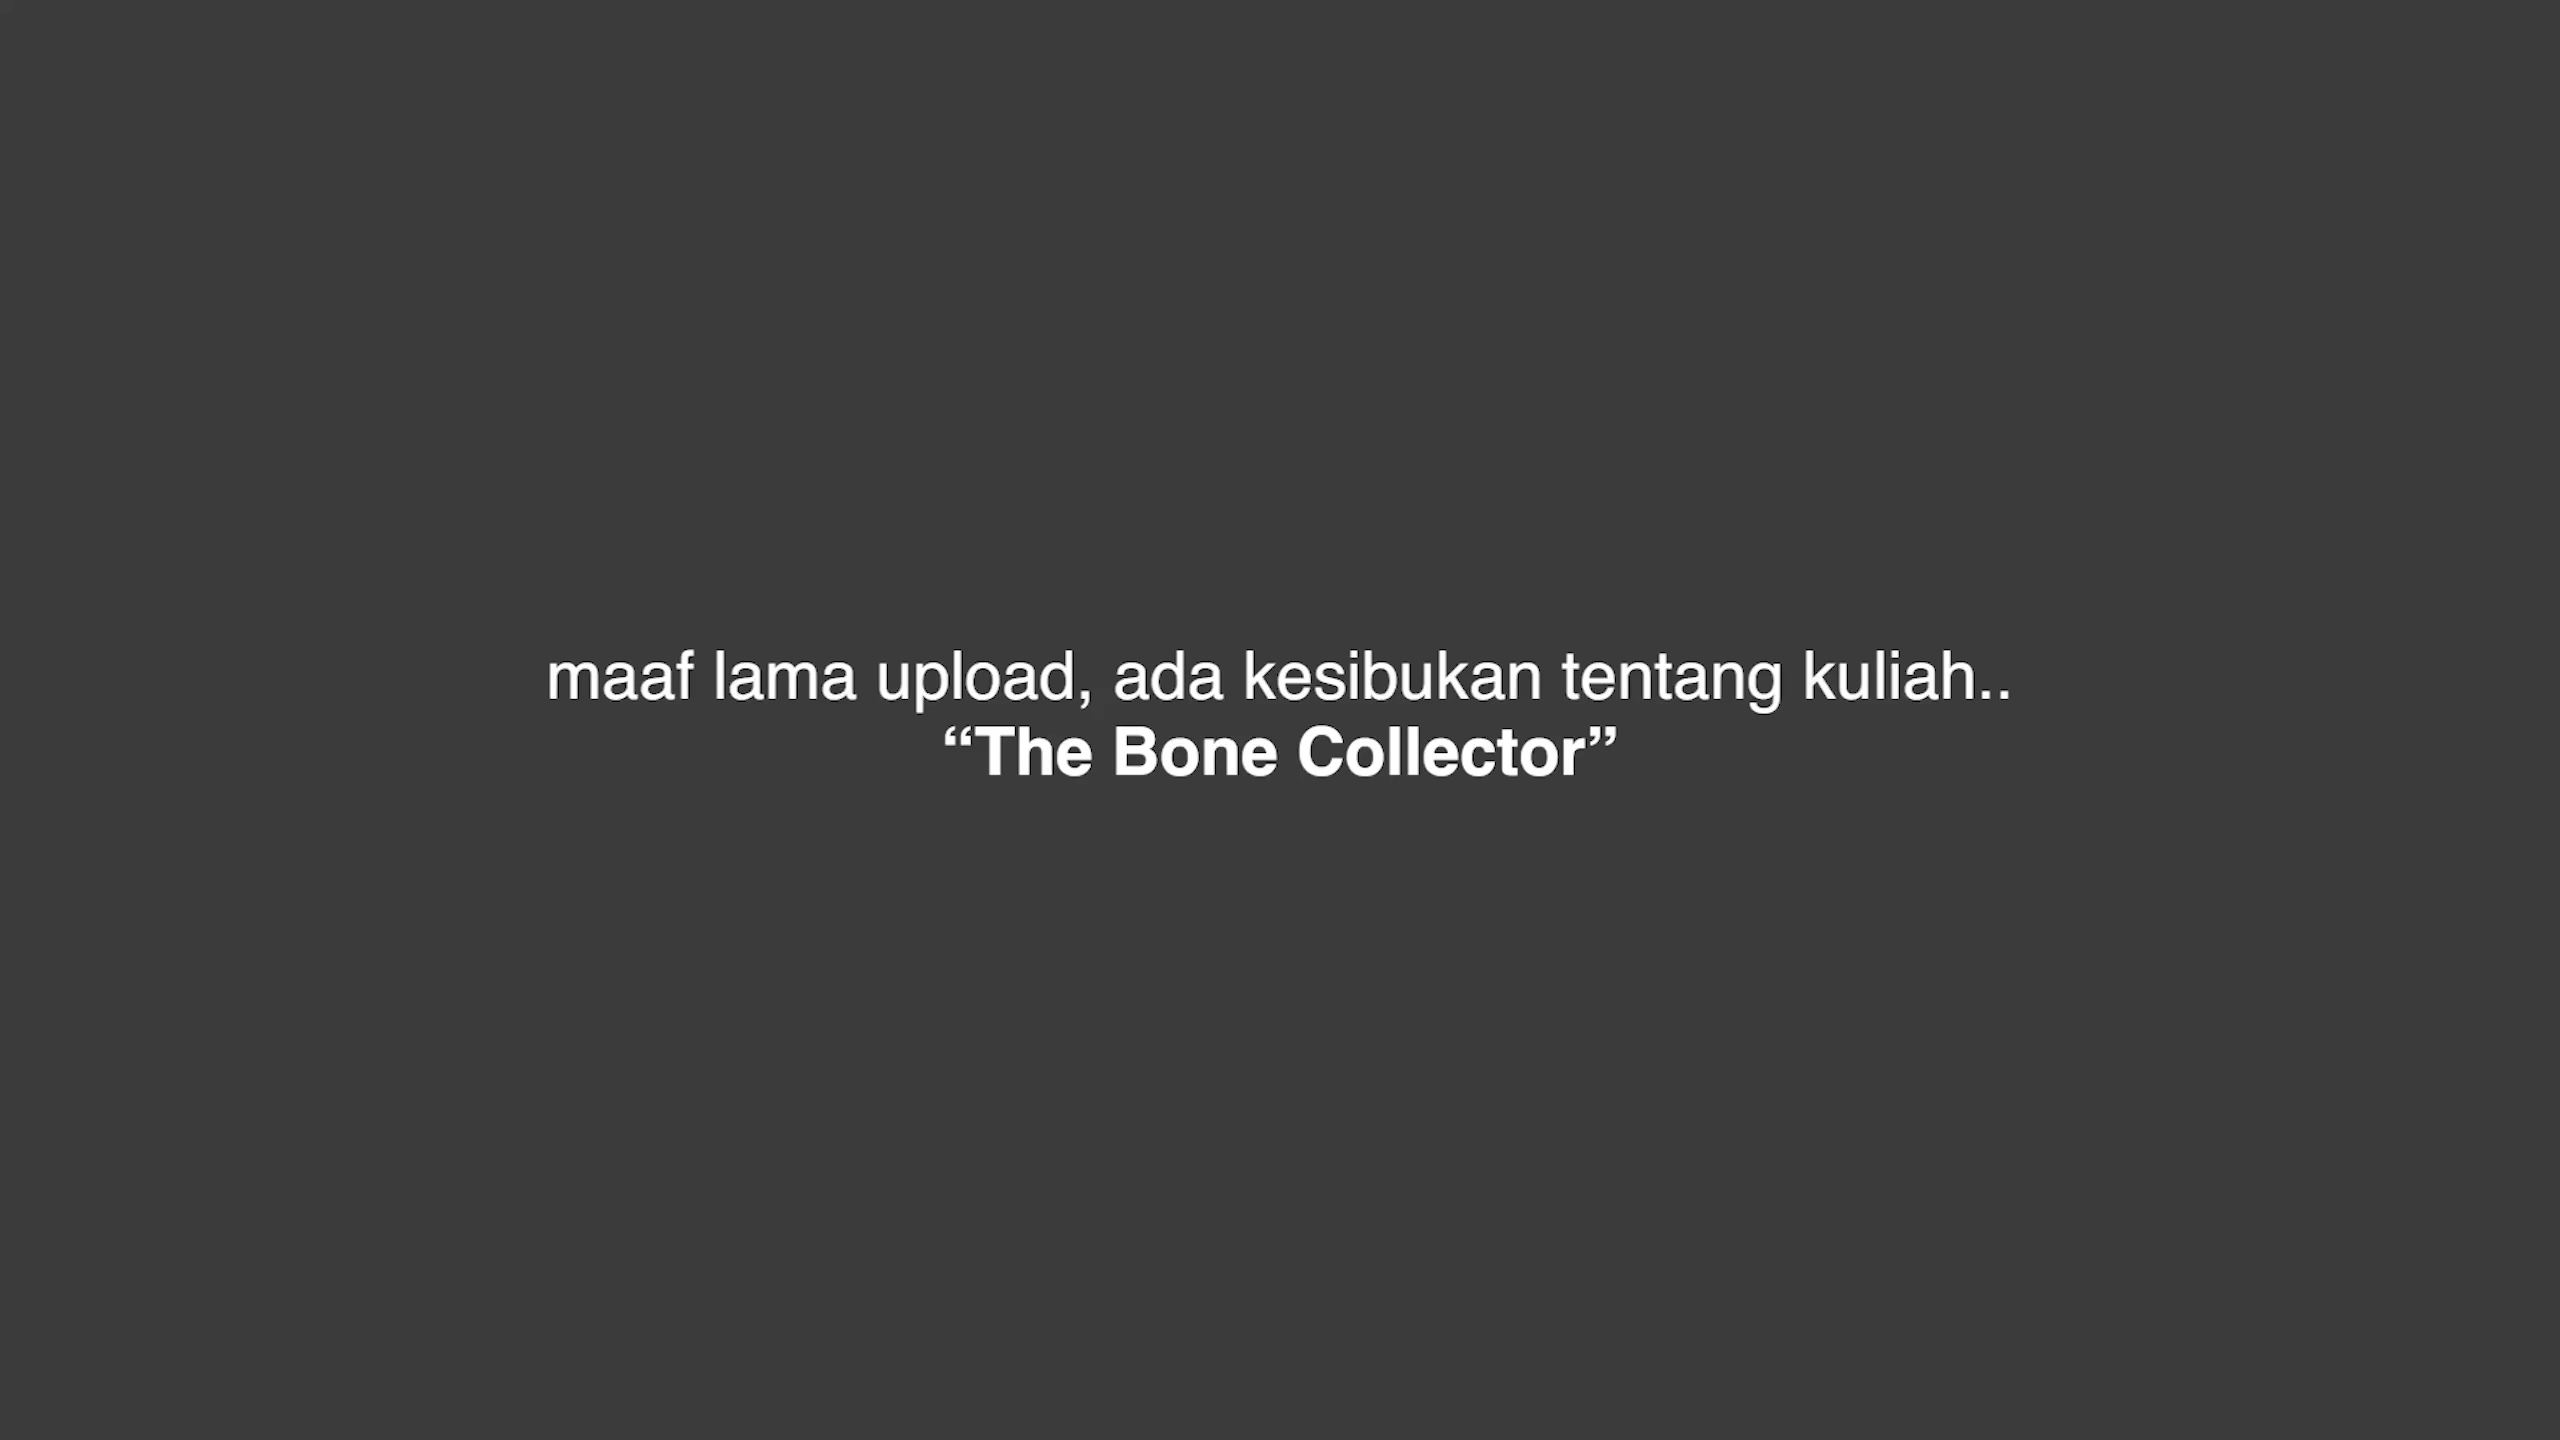 maaf lama upload, ada kesibukan tentang kuliah..
“The Bone Collector”